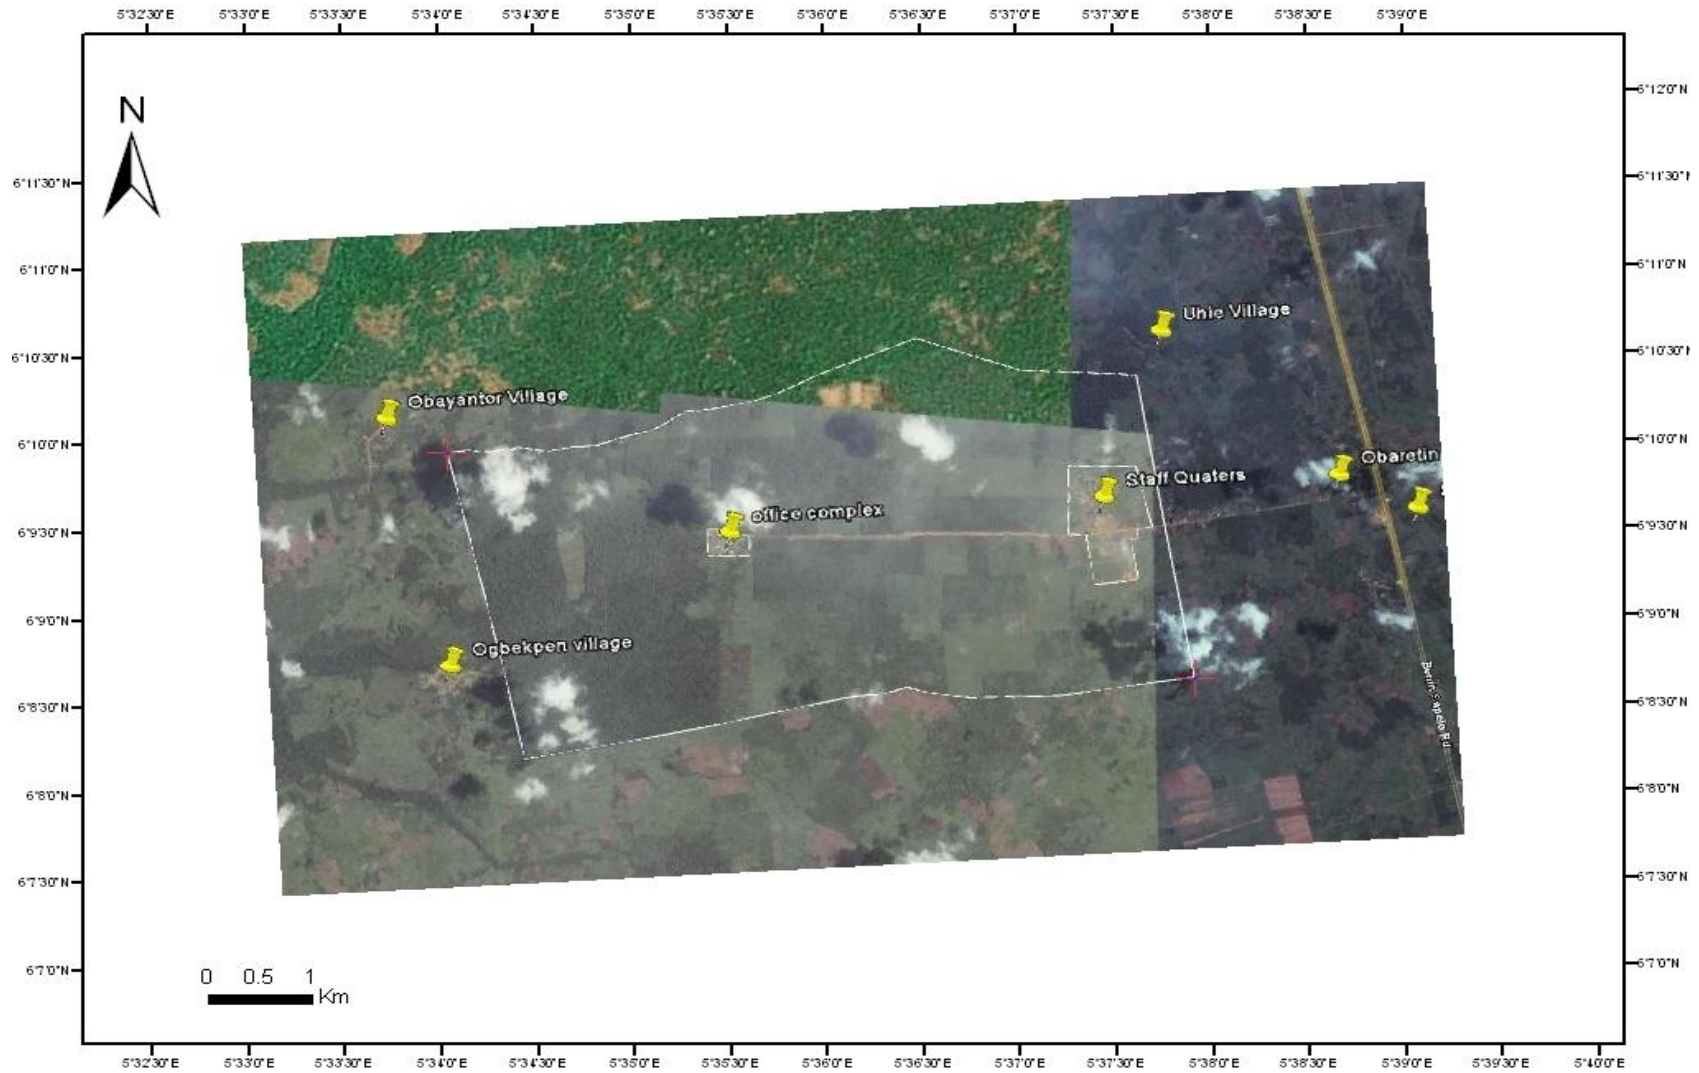 5°32'30"E 5°33'0"E 5°33'30"E 5°34'0"E 5°34'30"E 5°35'0"E 5°35'30"E 5°36'0"E 5°36'30"E 5°37'0"E 5°37'30"E 5°38'0"E 5°38'30"E 5°39'0"E
N
6°12'0"N
6°11'30"N
6°11'30"N
6°11'0"N
6°11'0"N
Uhie Village
6°10'30"N
6°10'30"N
Obayantor Village
6°10'0"N
6°10'0"N
Obaretin
Staff Quaters
office complex
6°9'30"N
6°9'30"N
6°9'0"N
6°9'0"N
Ogbekpen village
6°8'30"N
6°8'30"N
Rd
6°8'0"N
6°8'0"N
6°7'30"N
6°7'30"N
6°7'0"N
6°7'0"N
0 0.5 1
Km
5°32'30"E 5°33'0"E 5°33'30"E 5°34'0"E 5°34'30"E 5°35'0"E 5°35'30"E 5°36'0"E 5°36'30"E 5°37'0"E 5°37'30"E 5°38'0"E 5°38'30"E 5°39'0"E 5°39'30"E 5°40'0"E